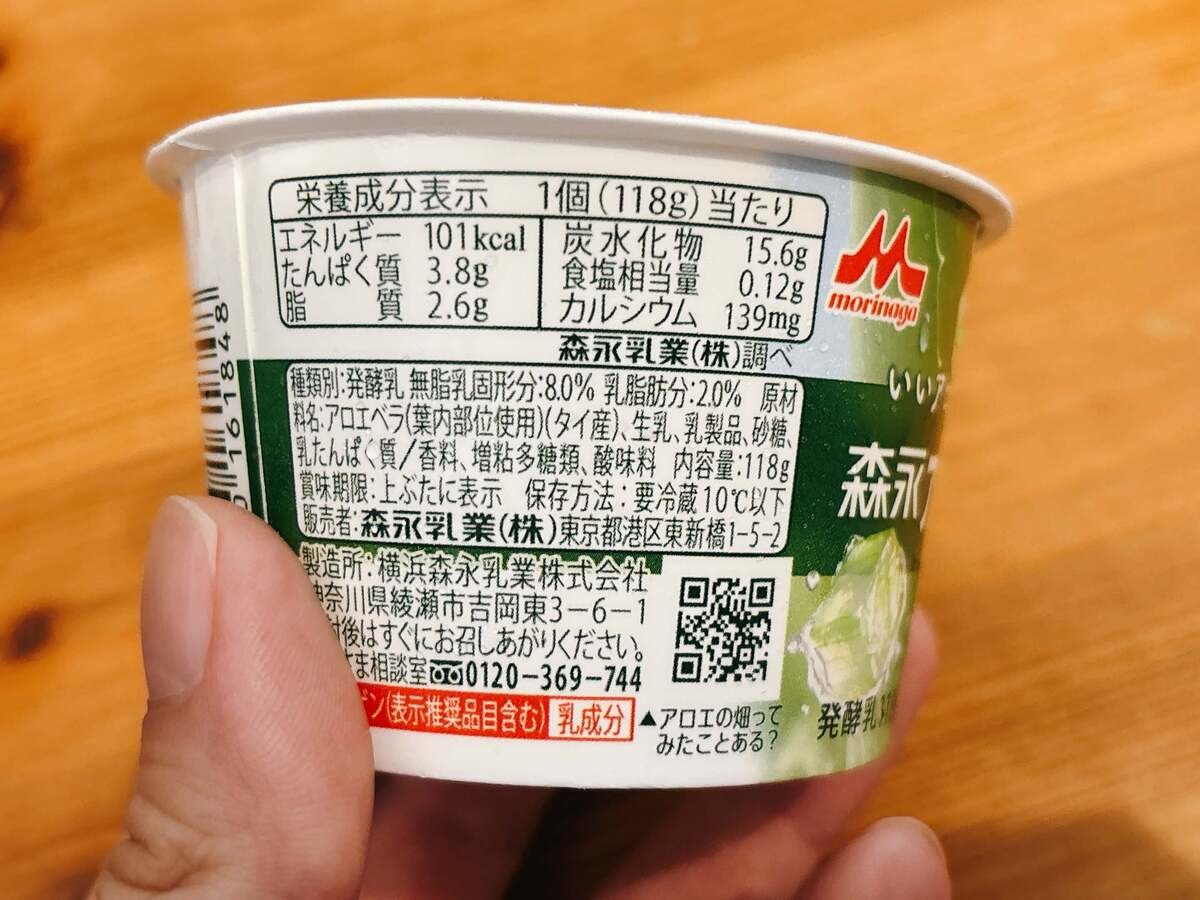 栄養成分表示 1個(118g)当たり
エネルギー 101kcal
たんぱく質 3.8g
脂質 2.6g
炭水化物 15.6g
食塩相当量 0.12g
カルシウム 139mg
森永乳業(株)調べ
種類別:発酵乳 無脂乳固形分:8.0% 乳脂肪分:2.0% 原材
料名:アロエベラ(葉内部位使用)(タイ産)、生乳、乳製品、砂糖、
乳たんぱく質/香料、増粘多糖類、酸味料 内容量:118g
賞味期限:上ぶたに表示 保存方法:要冷蔵10℃以下
販売者:森永乳業(株)東京都港区東新橋1-5-2
製造所:横浜森永乳業株式会社
奈川県綾瀬市吉岡東3-6-1
後はすぐにお召しあがりください。
ま相談室 0120-369-744
ン(表示推奨品目含む) 乳成分
▲アロエの畑って
みたことある?
161848
morinaga
いいア
森永
発酵乳